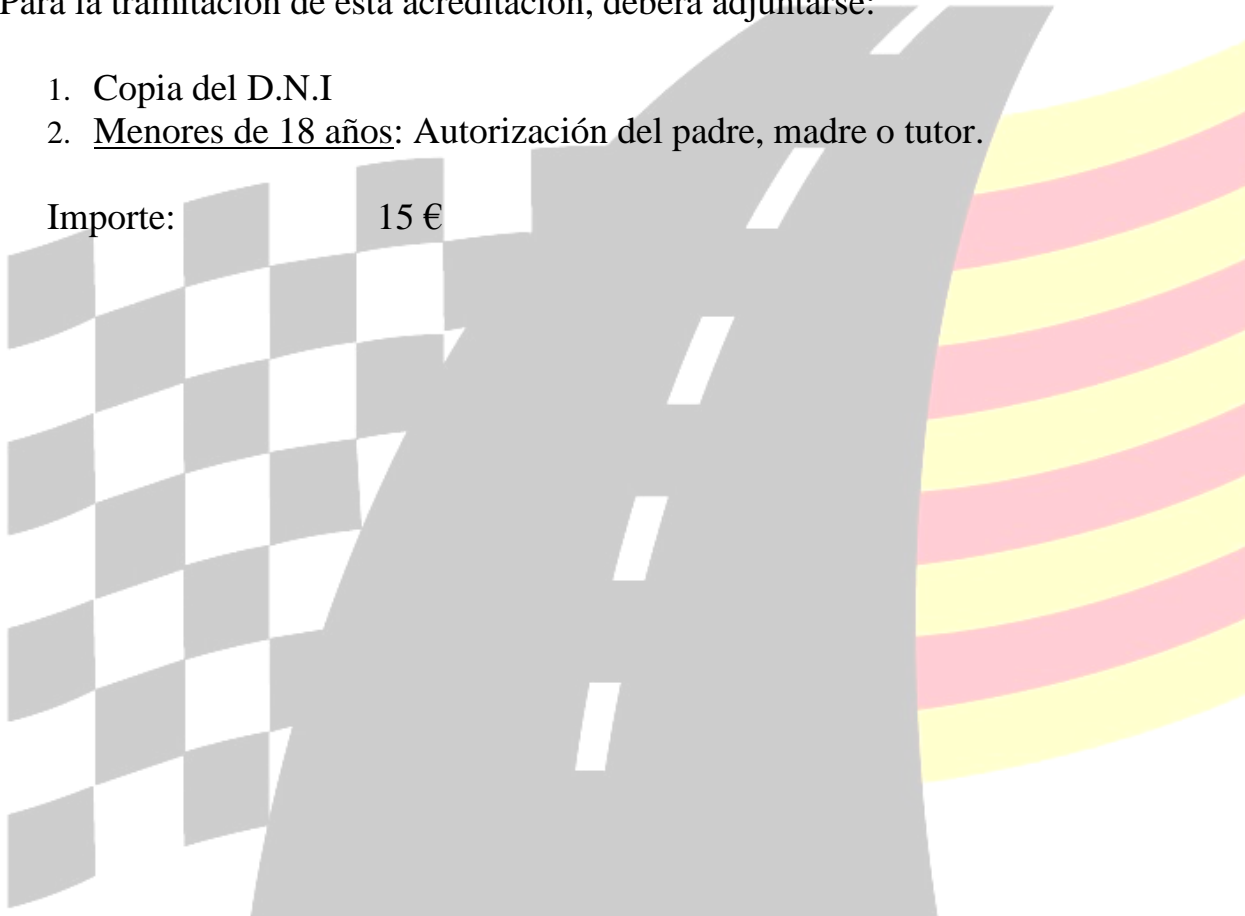 Para la tramitación de esta acreditación, deberá adjuntarse:
1. Copia del D.N.I
2. Menores de 18 años: Autorización del padre, madre o tutor.
Importe: 15 €